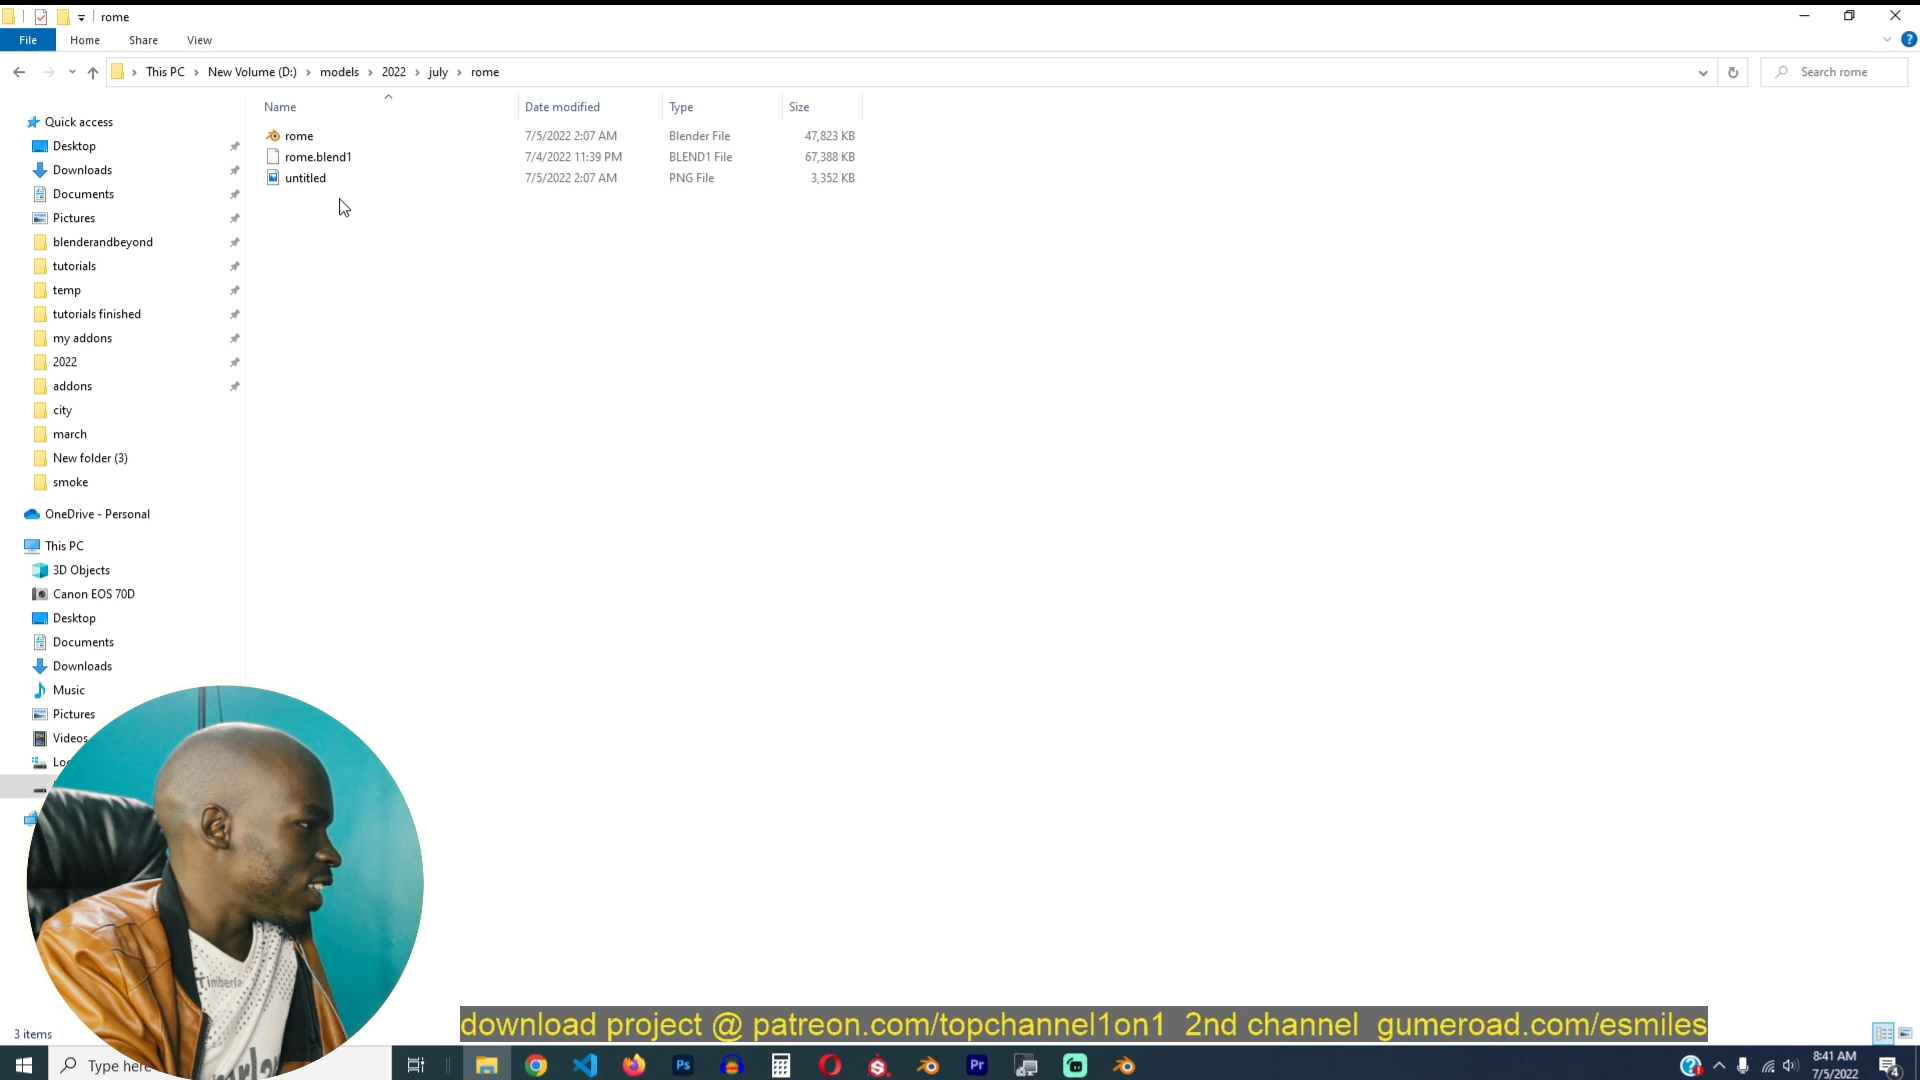 rome
File Home Share View
This PC New Volume (D:) models 2022 july rome
Search rome
Name Date modified Type Size
rome 7/5/2022 2:07 AM Blender File 47,823 KB
rome.blend1 7/4/2022 11:39 PM BLEND1 File 67,388 KB
untitled 7/5/2022 2:07 AM PNG File 3,352 KB
Quick access
Desktop
Downloads
Documents
Pictures
blenderandbeyond
tutorials
temp
tutorials finished
my addons
2022
addons
city
march
New folder (3)
smoke
OneDrive - Personal
This PC
3D Objects
Canon EOS 70D
Desktop
Documents
Downloads
Music
Pictures
Videos
3 items
download project @ patreon.com/topchannel1on1 2nd channel gumeroad.com/esmiles
Type here
Ps
Pr
8:41 AM
7/5/2022
4